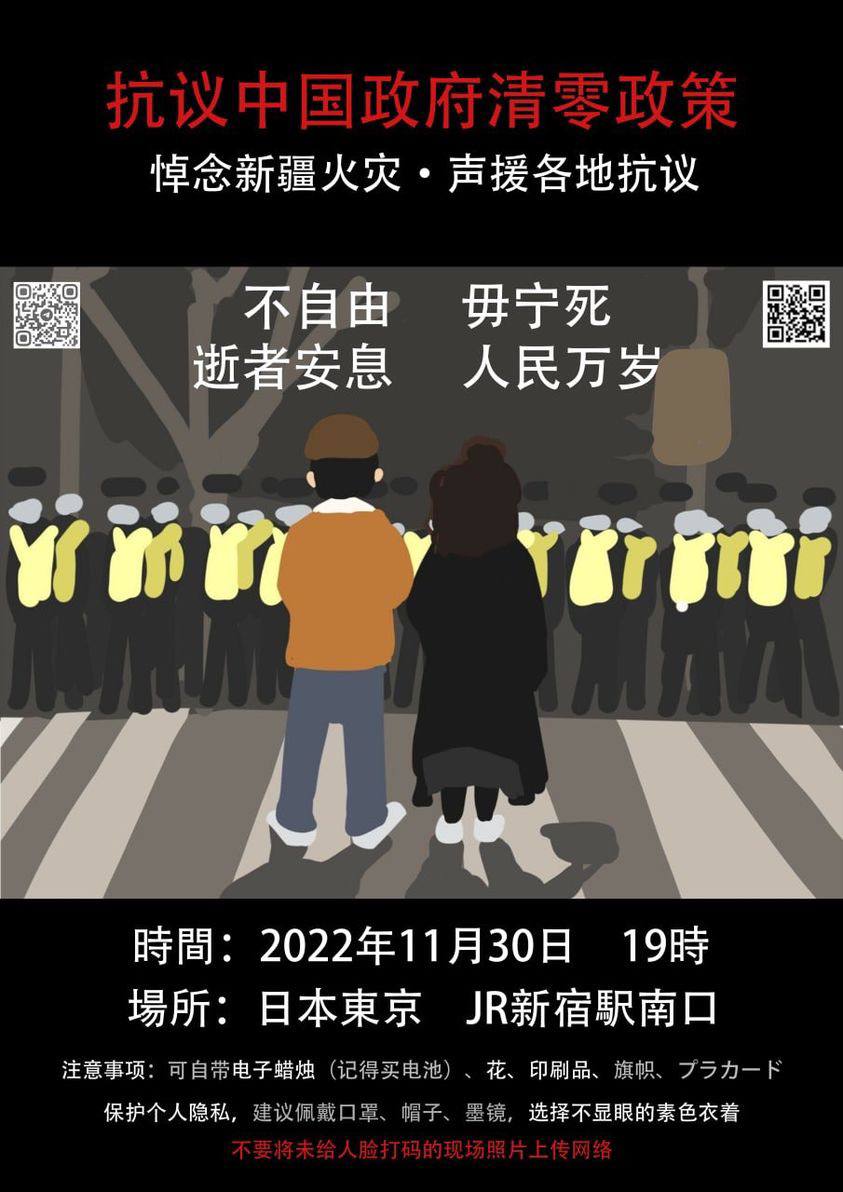 抗议中国政府清零政策
悼念新疆火灾·声援各地抗议
不自由 毋宁死
逝者安息 人民万岁
時間：2022年11月30日 19時
場所：日本東京 JR新宿駅南口
注意事项：可自带电子蜡烛（记得买电池）、花、印刷品、旗帜、プラカード
保护个人隐私，建议佩戴口罩、帽子、墨镜，选择不显眼的素色衣着
不要将未给人脸打码的现场照片上传网络